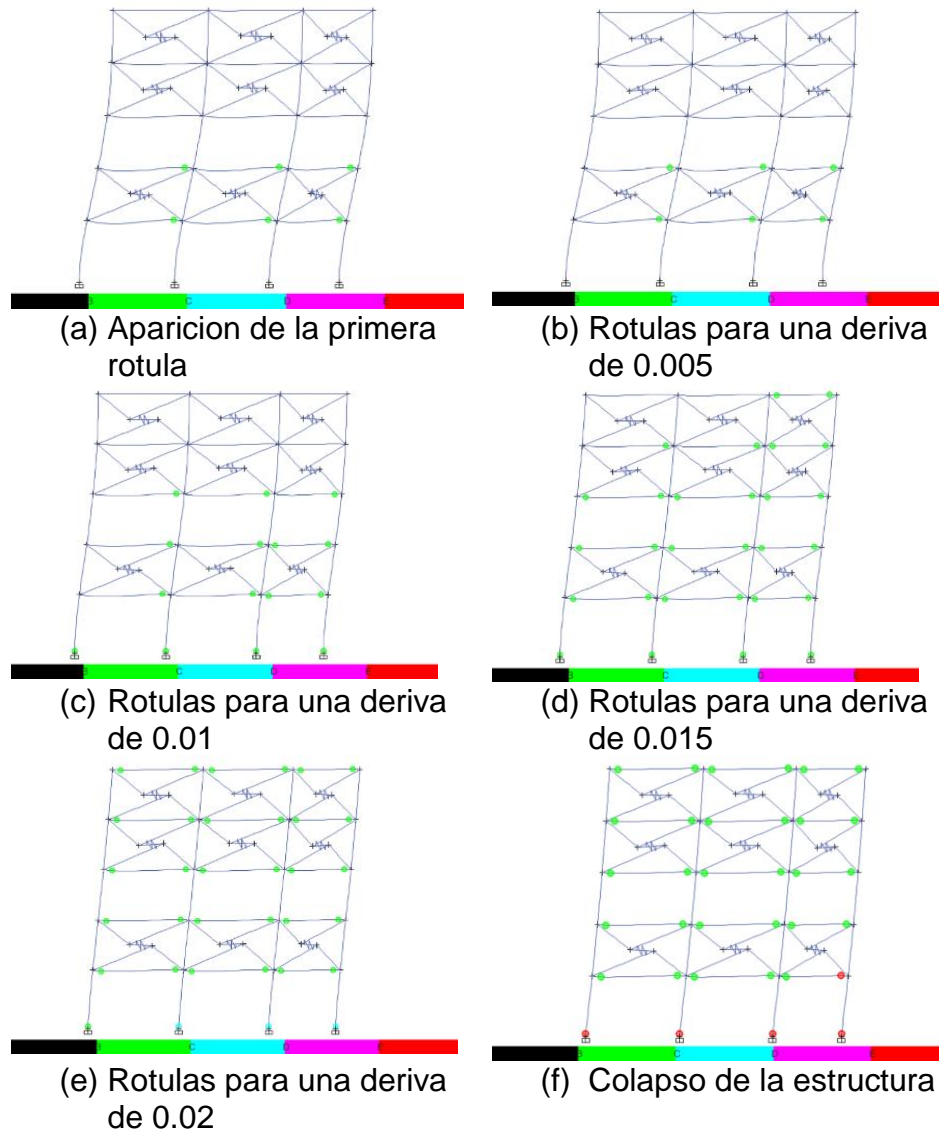 B C D E
B C D E
(a) Aparicion de la primera
rotula
(b) Rotulas para una deriva
de 0.005
B C D E
B C D E
(c) Rotulas para una deriva
de 0.01
(d) Rotulas para una deriva
de 0.015
B C D E
B C D E
(e) Rotulas para una deriva
de 0.02
(f) Colapso de la estructura